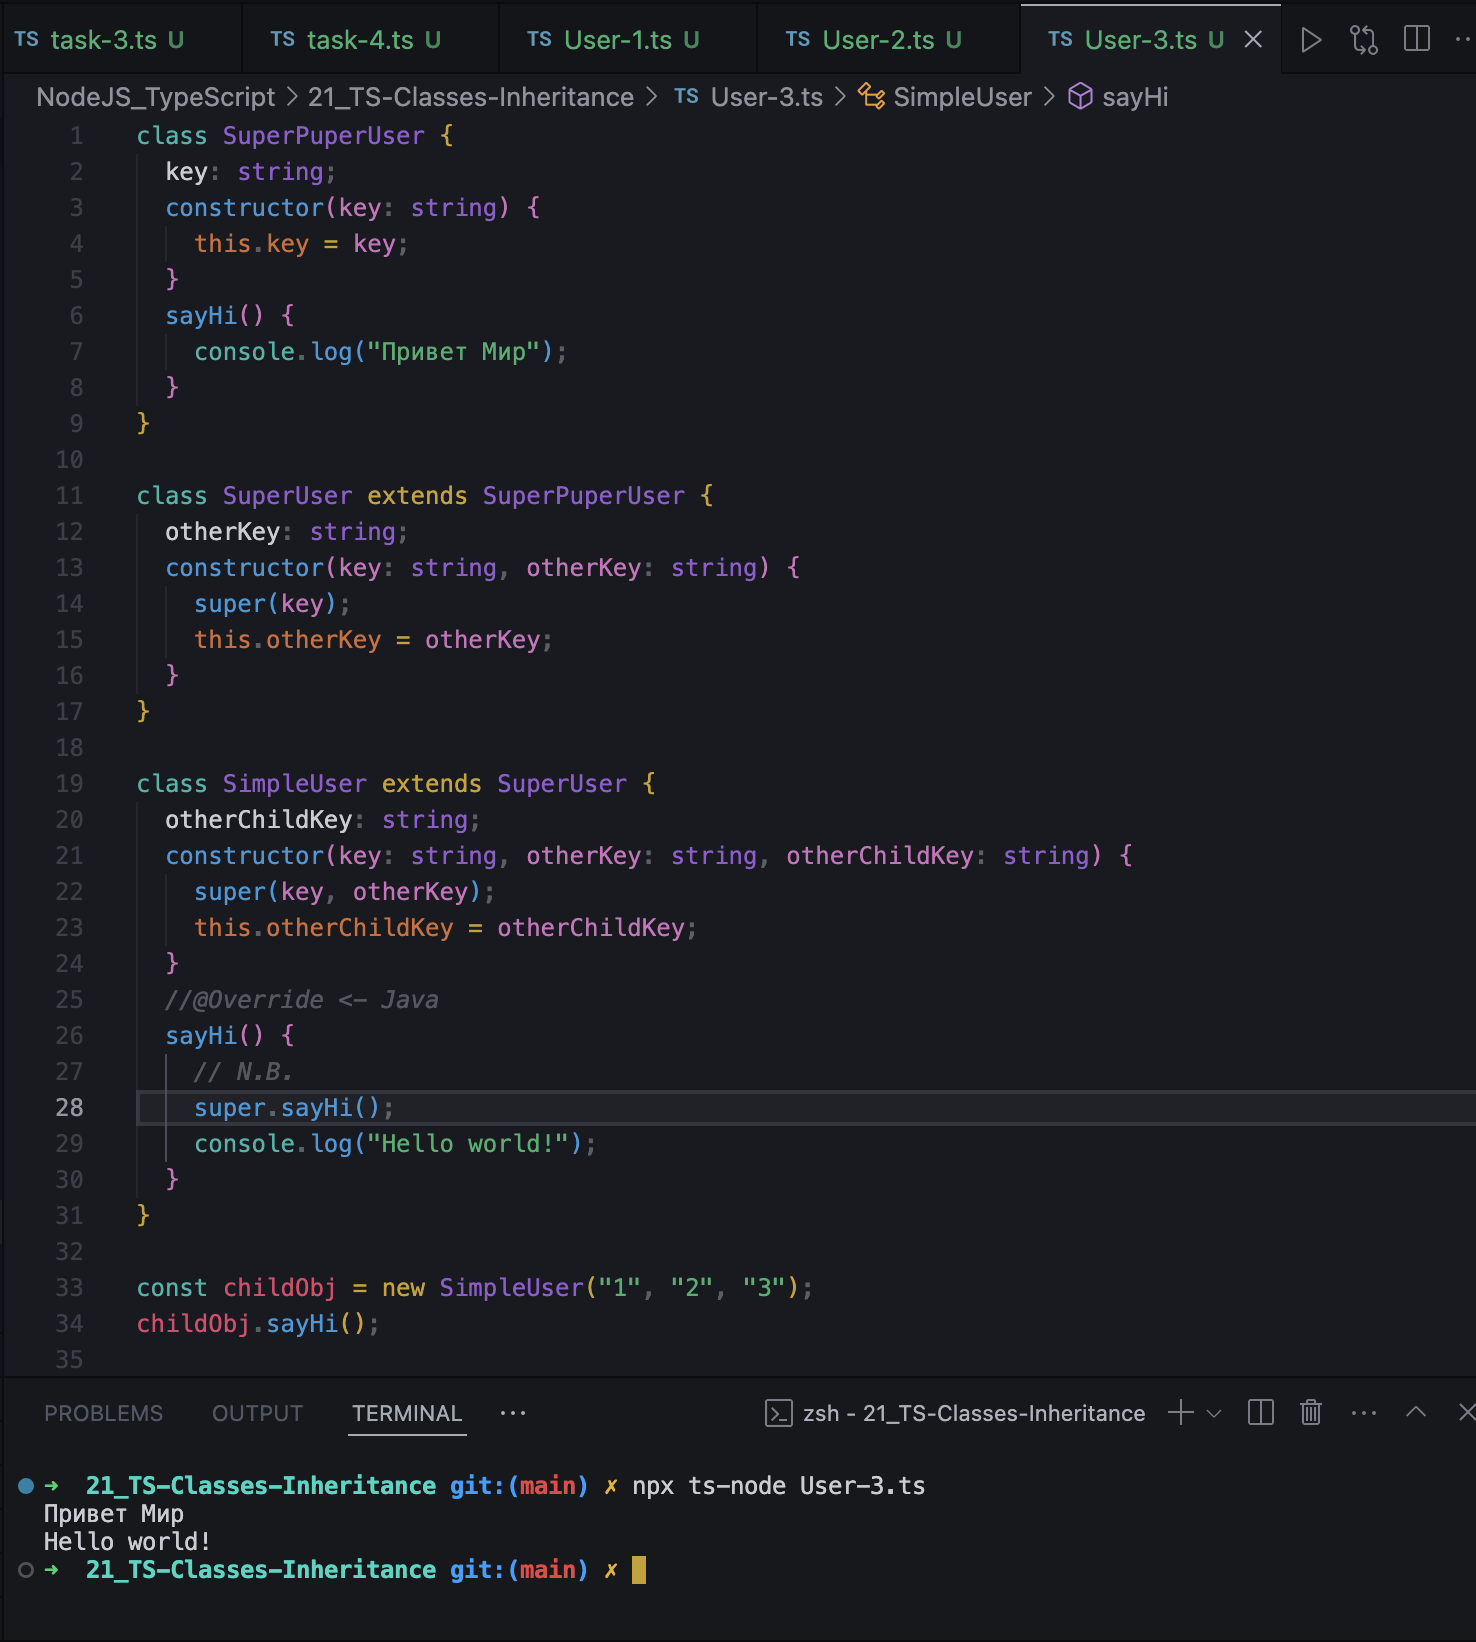 TS task-3.ts U TS task-4.ts U TS User-1.ts U TS User-2.ts U TS User-3.ts U
NodeJS_TypeScript > 21_TS-Classes-Inheritance > TS User-3.ts > SimpleUser > sayHi
1 class SuperPuperUser {
2 key: string;
3 constructor(key: string) {
4 this.key = key;
5 }
6 sayHi() {
7 console.log("Привет Мир");
8 }
9 }
10
11 class SuperUser extends SuperPuperUser {
12 otherKey: string;
13 constructor(key: string, otherKey: string) {
14 super(key);
15 this.otherKey = otherKey;
16 }
17 }
18
19 class SimpleUser extends SuperUser {
20 otherChildKey: string;
21 constructor(key: string, otherKey: string, otherChildKey: string) {
22 super(key, otherKey);
23 this.otherChildKey = otherChildKey;
24 }
25 //@Override <- Java
26 sayHi() {
27 // N.B.
28 super.sayHi();
29 console.log("Hello world!");
30 }
31 }
32
33 const childObj = new SimpleUser("1", "2", "3");
34 childObj.sayHi();
35
PROBLEMS OUTPUT TERMINAL ··· zsh - 21_TS-Classes-Inheritance
➜ 21_TS-Classes-Inheritance git:(main) ✗ npx ts-node User-3.ts
Привет Мир
Hello world!
➜ 21_TS-Classes-Inheritance git:(main) ✗